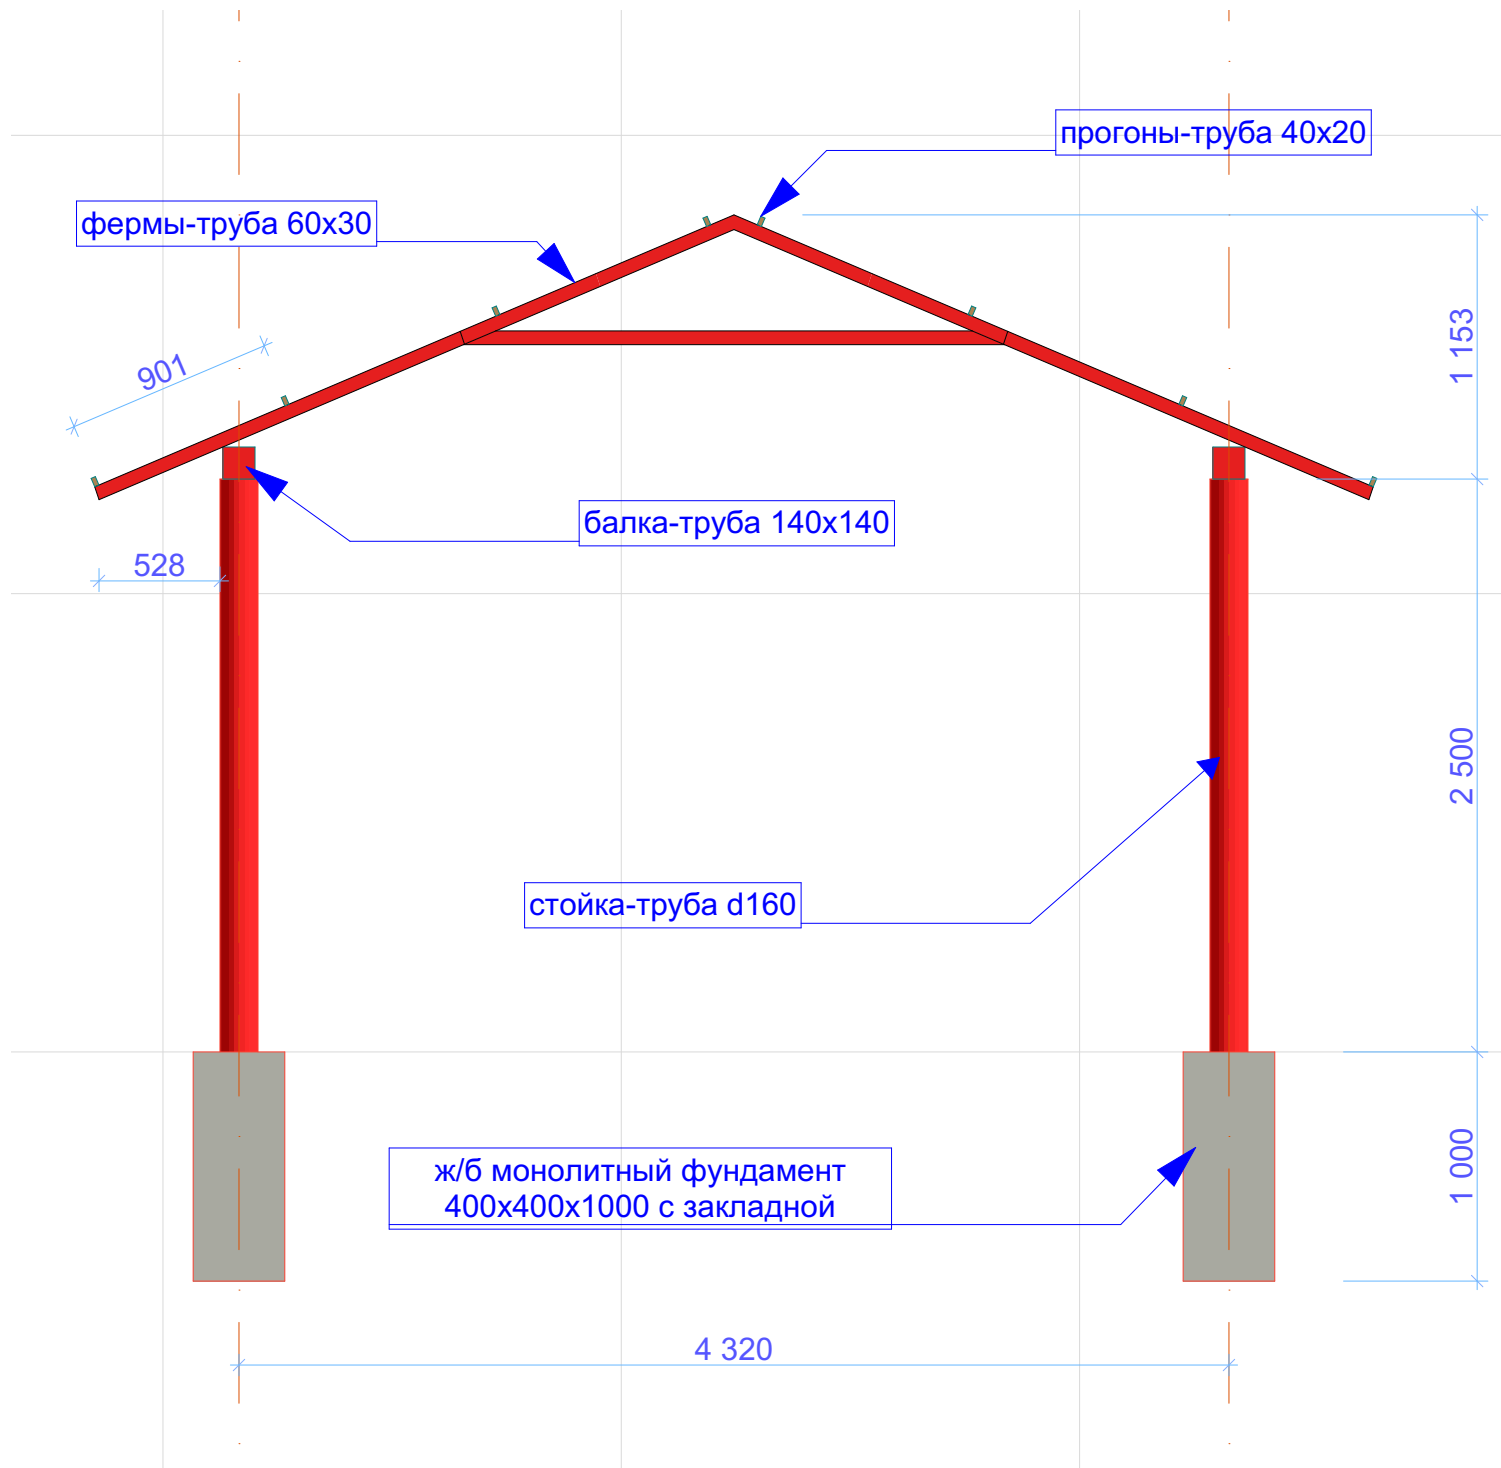 прогоны-труба 40х20
фермы-труба 60х30
901
1 153
балка-труба 140х140
528
2 500
стойка-труба d160
ж/б монолитный фундамент
400х400х1000 с закладной
1 000
4 320